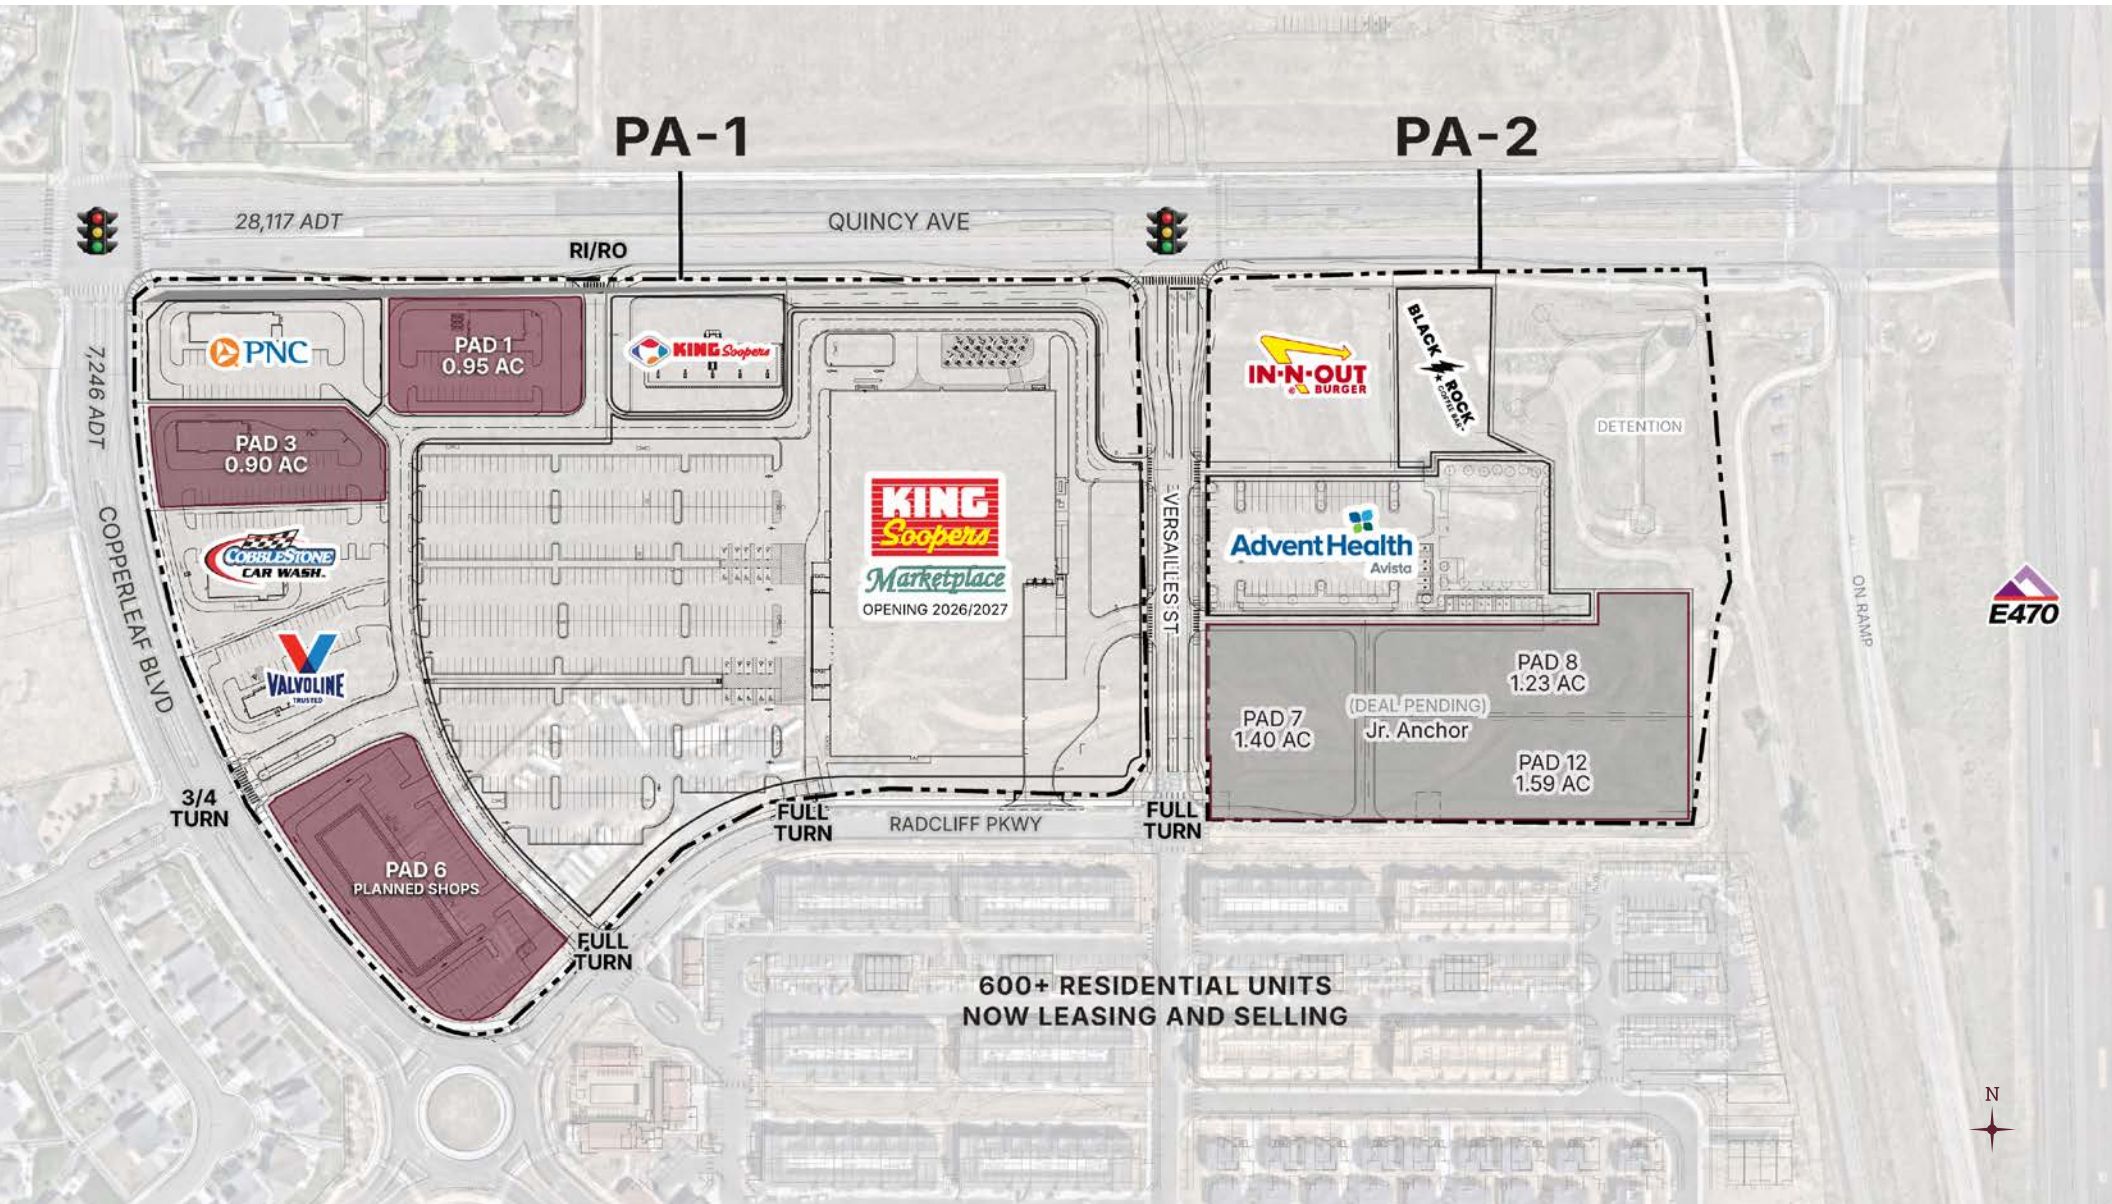 PA-1
PA-2
28,117 ADT
QUINCY AVE
RI/RO
PNC
PAD 1
0.95 AC
KING Soopers
IN-N-OUT
BURGER
BLACK ROCK
COFFEE BAR
7,246 ADT
PAD 3
0.90 AC
DETENTION
COPPERLEAF BLVD
COBBLESTONE
CAR WASH
KING
Soopers
Marketplace
OPENING 2026/2027
VERSAILLES ST
AdventHealth
Avista
ON RAMP
E470
VALVOLINE
TRUSTED
PAD 8
1.23 AC
(DEAL PENDING)
Jr. Anchor
PAD 7
1.40 AC
PAD 12
1.59 AC
3/4
TURN
FULL
TURN
RADCLIFF PKWY
FULL
TURN
PAD 6
PLANNED SHOPS
FULL
TURN
600+ RESIDENTIAL UNITS
NOW LEASING AND SELLING
N